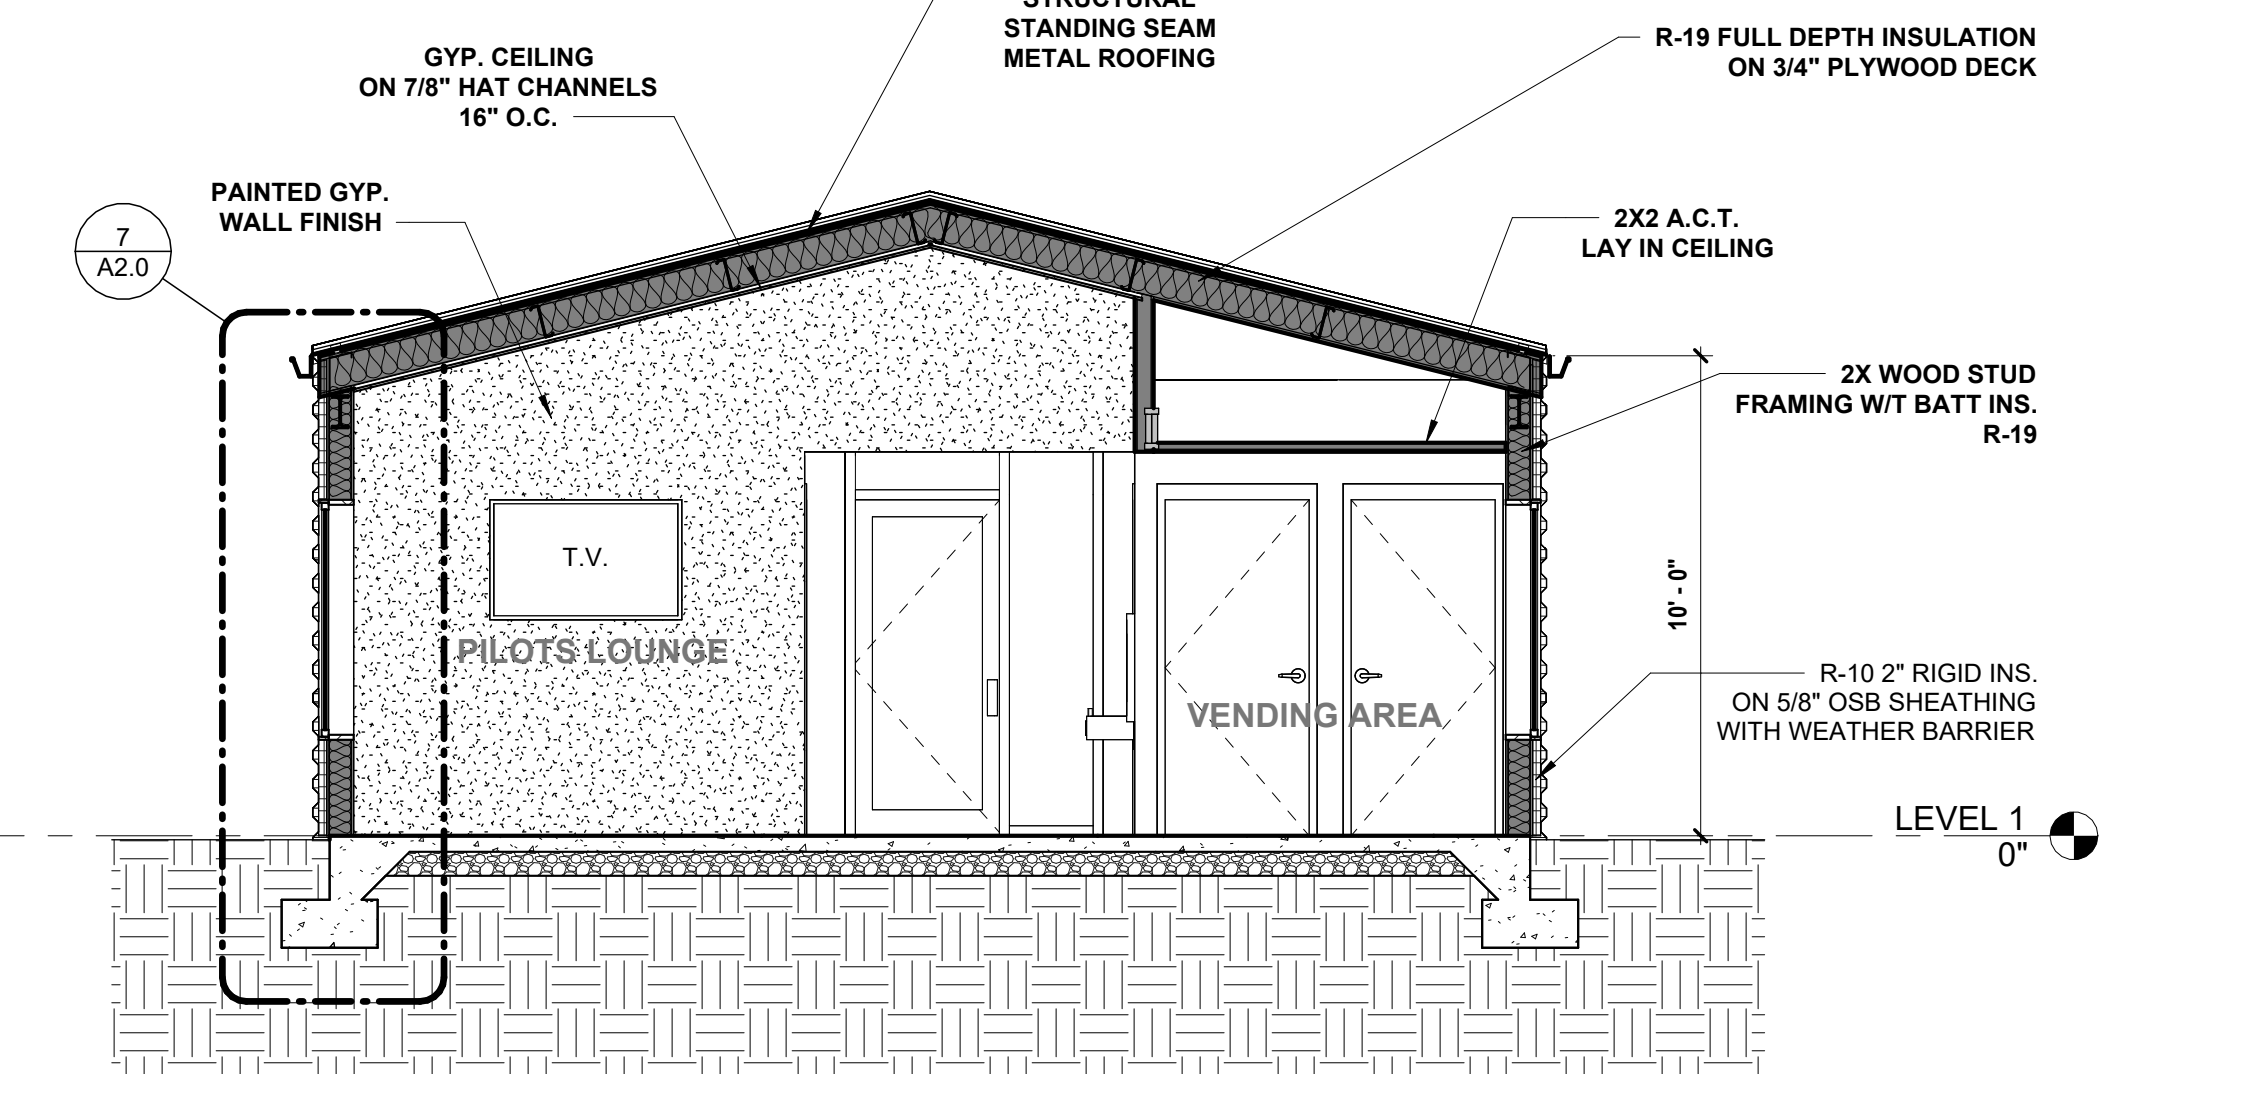 STRUCTURAL
STANDING SEAM
METAL ROOFING
R-19 FULL DEPTH INSULATION
ON 3/4" PLYWOOD DECK
GYP. CEILING
ON 7/8" HAT CHANNELS
16" O.C.
PAINTED GYP.
WALL FINISH
7
A2.0
2X2 A.C.T.
LAY IN CEILING
2X WOOD STUD
FRAMING W/T BATT INS.
R-19
T.V.
PILOTS LOUNGE
VENDING AREA
10' - 0"
R-10 2" RIGID INS.
ON 5/8" OSB SHEATHING
WITH WEATHER BARRIER
LEVEL 1
0"